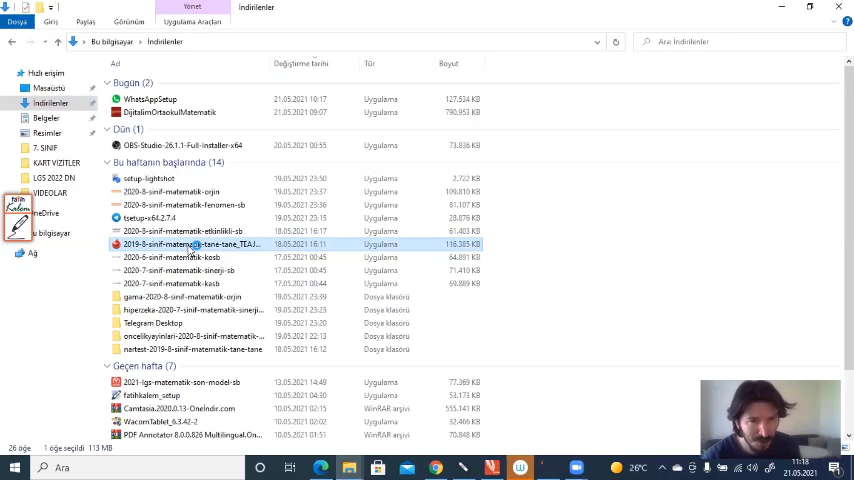 Yönet
İndirilenler
Dosya Giriş Paylaş Görünüm Uygulama Araçları
Bu bilgisayar > İndirilenler
Ara: İndirilenler
Ad Değiştirme tarihi Tür Boyut
Hızlı erişim
Masaüstü
İndirilenler
Belgeler
Resimler
7. SINIF
KART VİZİTLER
LGS 2022 DN
VİDEOLAR
fatih
Kalem
OneDrive
Bu bilgisayar
Ağ
Bugün (2)
WhatsAppSetup 21.05.2021 10:17 Uygulama 127.534 KB
DijitalimOrtaokulMatematik 21.05.2021 09:07 Uygulama 790.953 KB
Dün (1)
OBS-Studio-26.1.1-Full-Installer-x64 20.05.2021 00:55 Uygulama 73.836 KB
Bu haftanın başlarında (14)
setup-lightshot 19.05.2021 23:50 Uygulama 2.722 KB
2020-8-sinif-matematik-orjin 19.05.2021 23:37 Uygulama 109.810 KB
2020-8-sinif-matematik-fenomen-sb 19.05.2021 23:36 Uygulama 81.107 KB
tsetup-x64.2.7.4 19.05.2021 23:15 Uygulama 28.876 KB
2020-8-sinif-matematik-etkinlikli-sb 18.05.2021 16:17 Uygulama 61.403 KB
2019-8-sinif-matematik-tane-tane_TEAJ... 18.05.2021 16:11 Uygulama 116.385 KB
2020-6-sinif-matematik-kosb 17.05.2021 00:45 Uygulama 64.891 KB
2020-7-sinif-matematik-sinerji-sb 17.05.2021 00:45 Uygulama 71.410 KB
2020-7-sinif-matematik-kasb 17.05.2021 00:44 Uygulama 69.889 KB
gama-2020-8-sinif-matematik-orjin 19.05.2021 23:39 Dosya klasörü
hiperzeka-2020-7-sinif-matematik-sinerji... 19.05.2021 23:23 Dosya klasörü
Telegram Desktop 19.05.2021 23:20 Dosya klasörü
oncelikyayinlari-2020-8-sinif-matematik-... 19.05.2021 22:13 Dosya klasörü
nartest-2019-8-sinif-matematik-tane-tane 18.05.2021 16:12 Dosya klasörü
Geçen hafta (7)
2021-lgs-matematik-son-model-sb 13.05.2021 14:49 Uygulama 77.369 KB
fatihkalem_setup 10.05.2021 04:30 Uygulama 53.173 KB
Camtasia.2020.0.13-Oneİndir.com 10.05.2021 02:15 WinRAR arşivi 555.141 KB
WacomTablet_6.3.42-2 10.05.2021 02:02 Uygulama 32.466 KB
PDF Annotator 8.0.0.826 Multilingual.On... 10.05.2021 01:51 WinRAR arşivi 70.848 KB
26 öğe 1 öğe seçildi 113 MB
Ara
26°C
11:18
21.05.2021